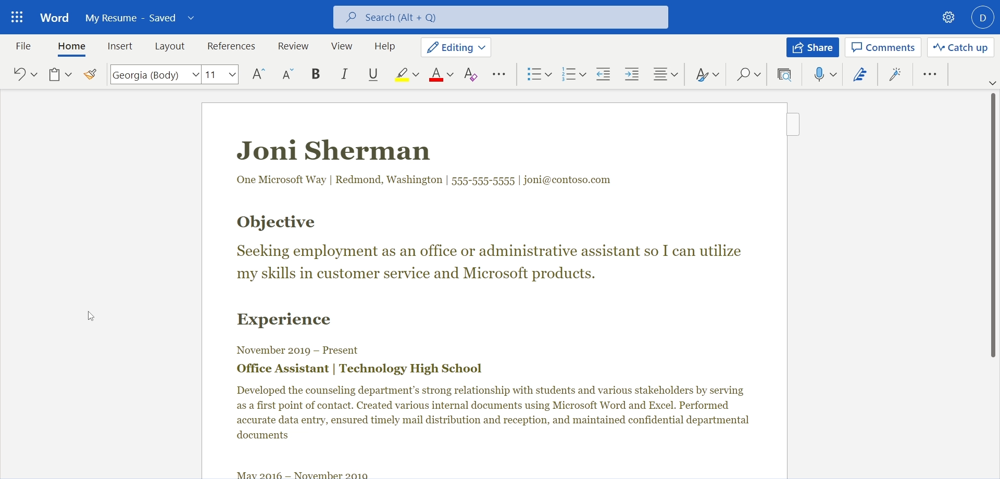 Word My Resume - Saved Search (Alt + Q) D
File Home Insert Layout References Review View Help Editing Share Comments Catch up
Georgia (Body) 11 A A B I U A A 1 2 3 A
Joni Sherman
One Microsoft Way | Redmond, Washington | 555-555-5555 | joni@contoso.com
Objective
Seeking employment as an office or administrative assistant so I can utilize
my skills in customer service and Microsoft products.
Experience
November 2019 – Present
Office Assistant | Technology High School
Developed the counseling department’s strong relationship with students and various stakeholders by serving
as a first point of contact. Created various internal documents using Microsoft Word and Excel. Performed
accurate data entry, ensured timely mail distribution and reception, and maintained confidential departmental
documents
May 2016 – November 2019